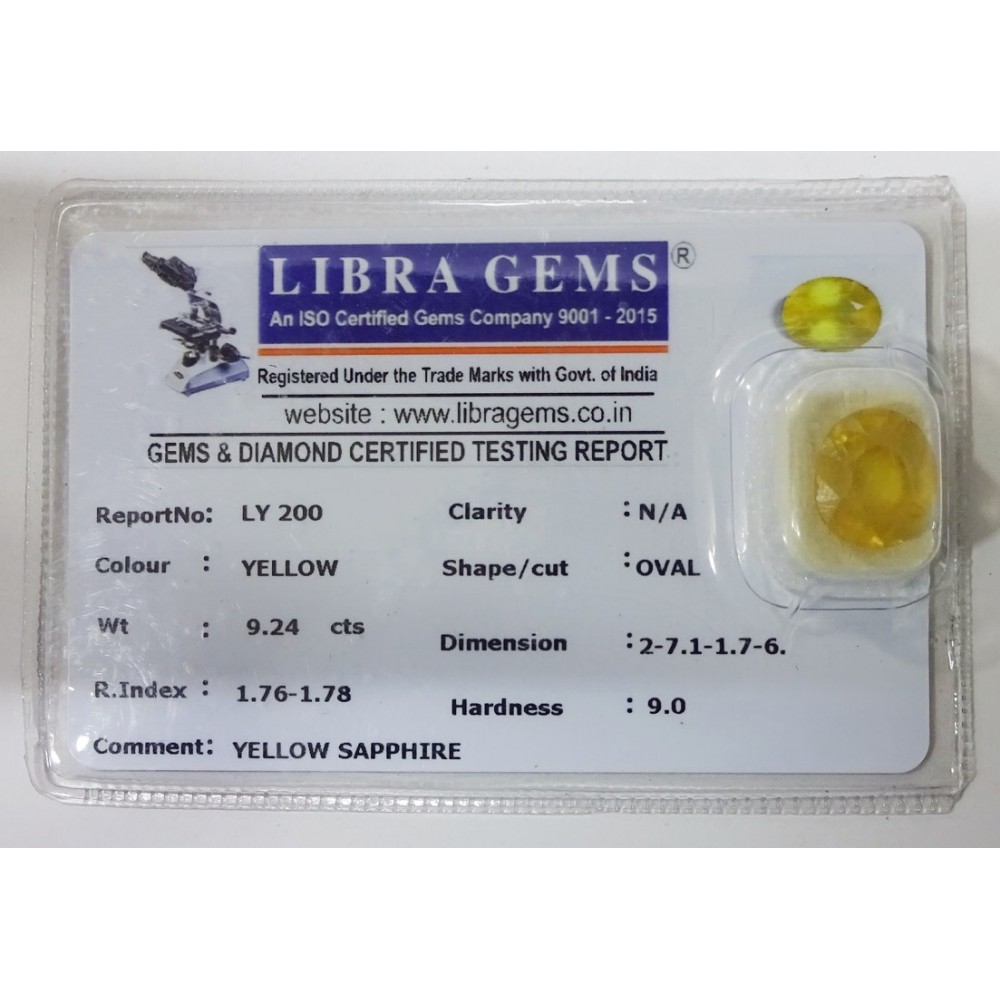 LIBRA GEMS ®
An ISO Certified Gems Company 9001 - 2015
Registered Under the Trade Marks with Govt. of India
website : www.libragems.co.in
GEMS & DIAMOND CERTIFIED TESTING REPORT
ReportNo: LY 200 Clarity : N/A
Colour : YELLOW Shape/cut : OVAL
Wt : 9.24 cts Dimension : 2-7.1-1.7-6.
R.Index : 1.76-1.78 Hardness : 9.0
Comment: YELLOW SAPPHIRE